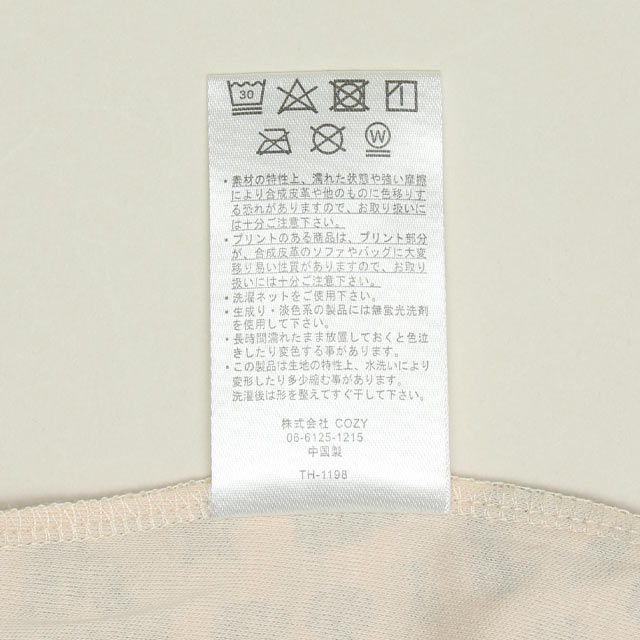 30
W
・素材の特性上、濡れた状態や強い摩擦
により合成皮革や他のものに色移りす
る恐れがありますので、お取り扱いに
は十分ご注意下さい。
・プリントのある商品は、プリント部分
が、合成皮革のソファやバッグに大変
移り易い性質がありますので、お取り
扱いには十分ご注意下さい。
・洗濯ネットをご使用下さい。
・生成り・淡色系の製品には無蛍光洗剤
を使用して下さい。
・長時間濡れたまま放置しておくと色泣
きしたり変色する事があります。
・この製品は生地の特性上、水洗いにより
変形したり多少縮む事があります。
洗濯後は形を整えてすぐ干して下さい。
株式会社 COZY
06-6125-1215
中国製
TH-1198